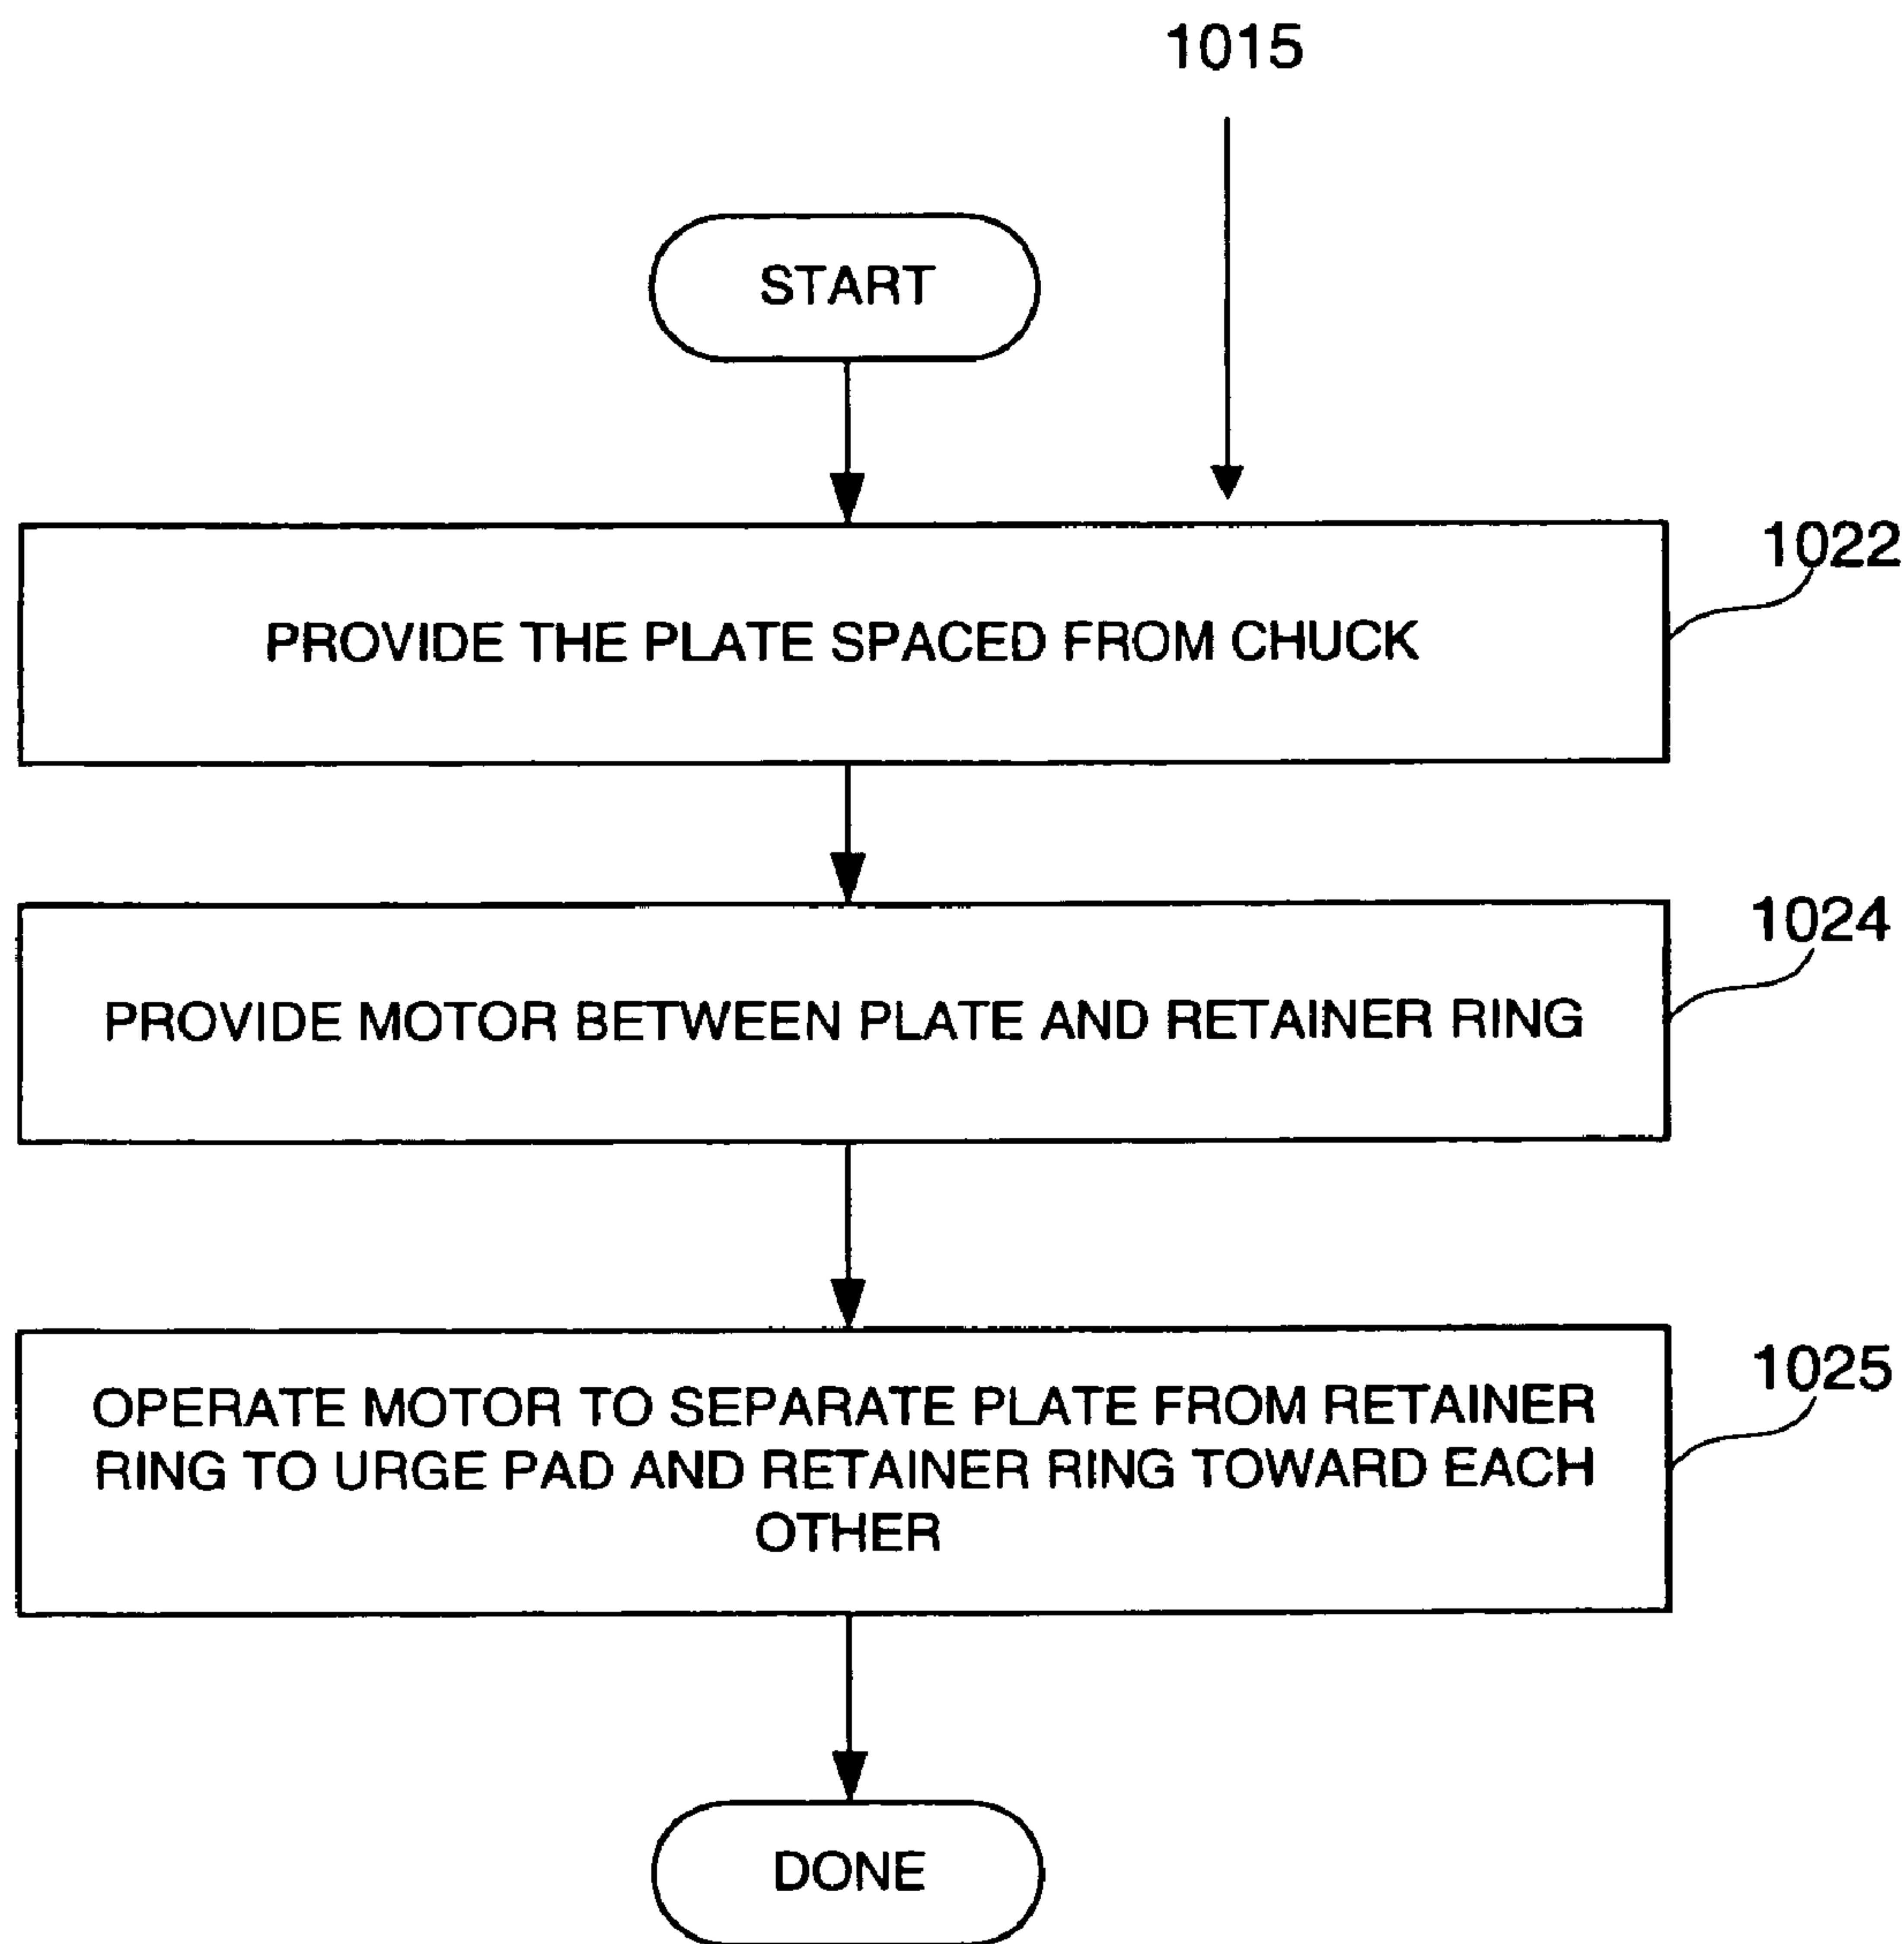 1015
START
1022
PROVIDE THE PLATE SPACED FROM CHUCK
1024
PROVIDE MOTOR BETWEEN PLATE AND RETAINER RING
1025
OPERATE MOTOR TO SEPARATE PLATE FROM RETAINER
RING TO URGE PAD AND RETAINER RING TOWARD EACH
OTHER
DONE